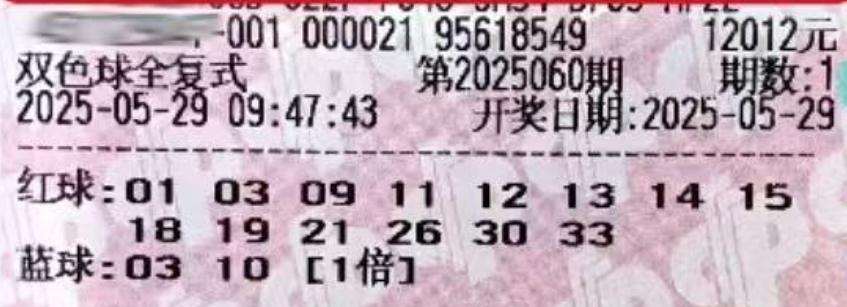 -001 000021 95618549 12012元
双色球全复式 第2025060期 期数:1
2025-05-29 09:47:43 开奖日期:2025-05-29
红球:01 03 09 11 12 13 14 15
18 19 21 26 30 33
蓝球:03 10 [1倍]